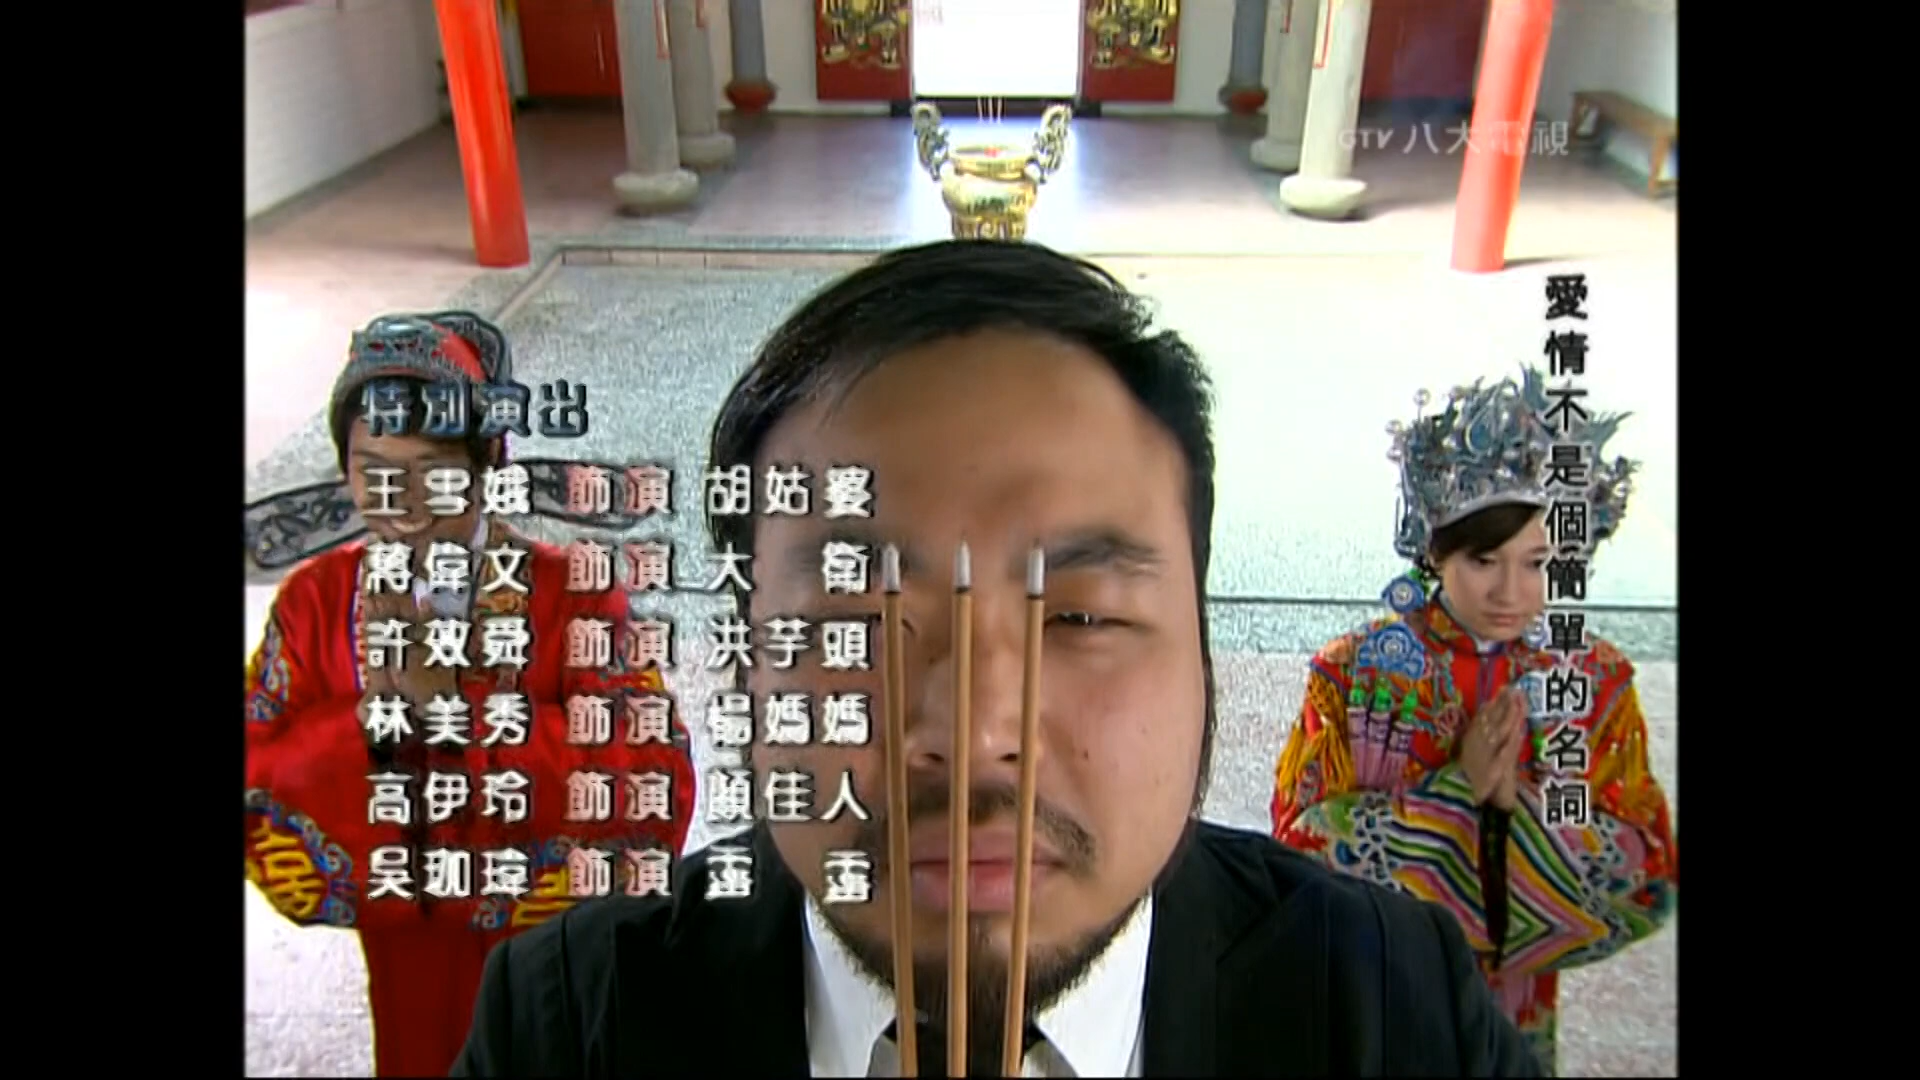 GTV 八大電視
愛情不是個簡單的名詞
特別演出
王雪娥 飾演 胡姑婆
蔣偉文 飾演 大 衛
許效舜 飾演 洪芋頭
林美秀 飾演 楊媽媽
高伊玲 飾演 顧佳人
吳珈瑋 飾演 盂 盂